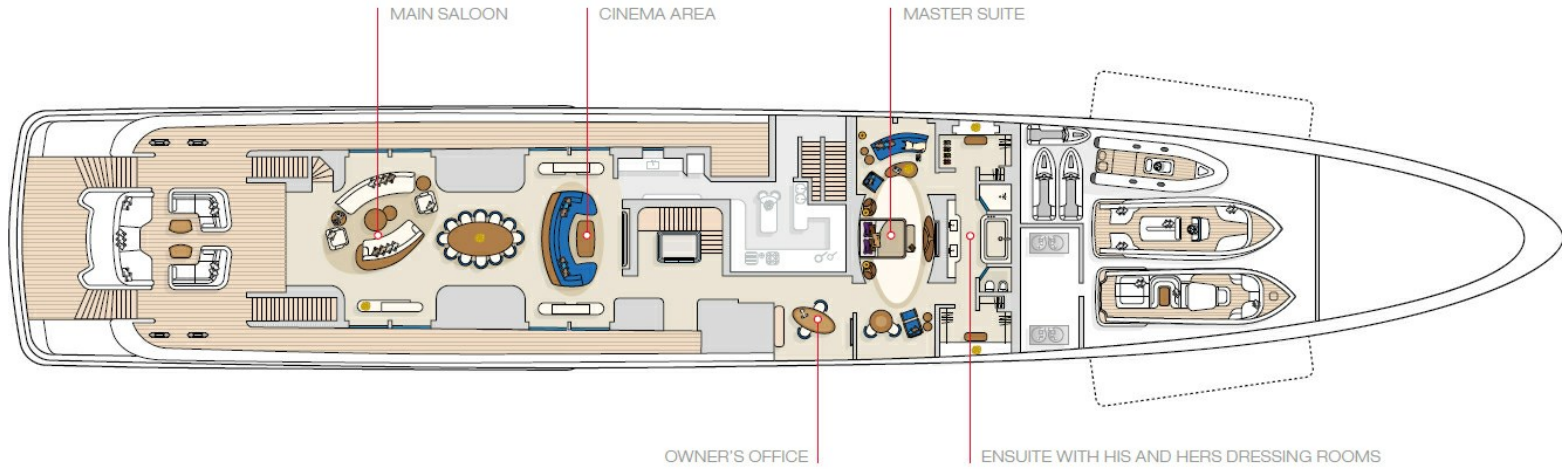 MAIN SALOON
CINEMA AREA
MASTER SUITE
OWNER'S OFFICE
ENSUITE WITH HIS AND HERS DRESSING ROOMS